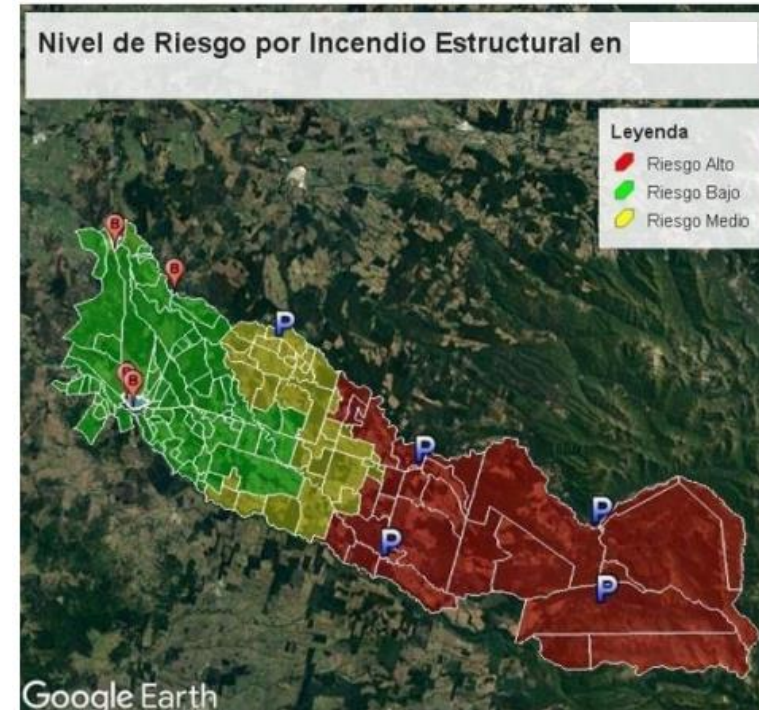 Nivel de Riesgo por Incendio Estructural en
Leyenda
Riesgo Alto
Riesgo Bajo
Riesgo Medio
B
B
P
B
P
P
P
P
Google Earth